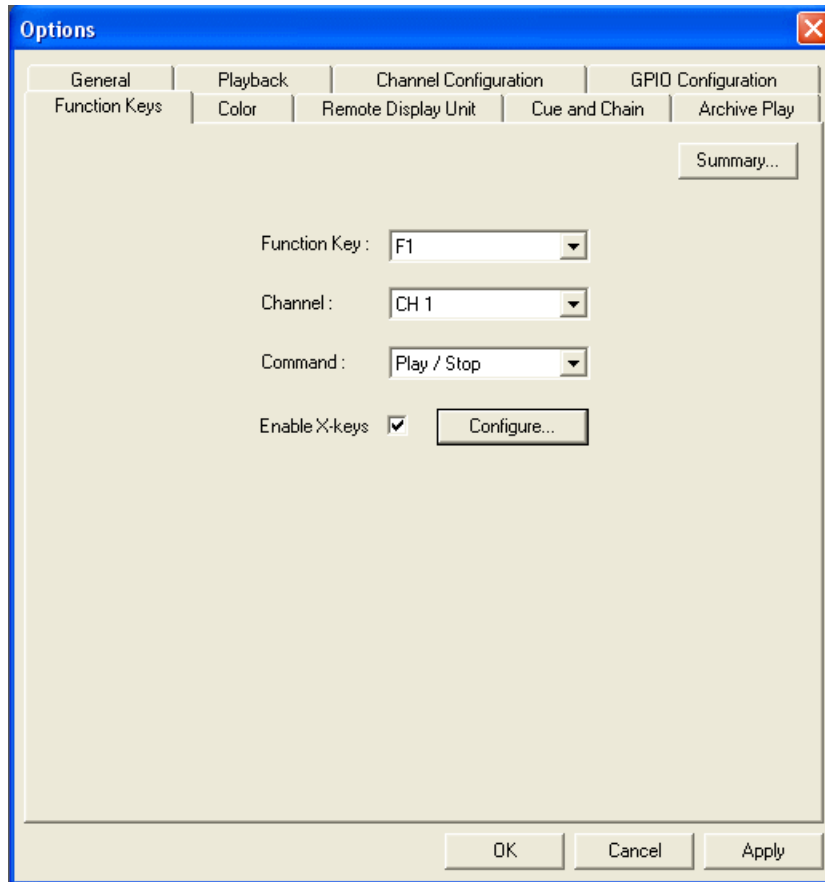 Options
General Playback Channel Configuration GPIO Configuration
Function Keys Color Remote Display Unit Cue and Chain Archive Play
Summary...
Function Key : F1
Channel : CH 1
Command : Play / Stop
Enable X-keys Configure...
OK Cancel Apply